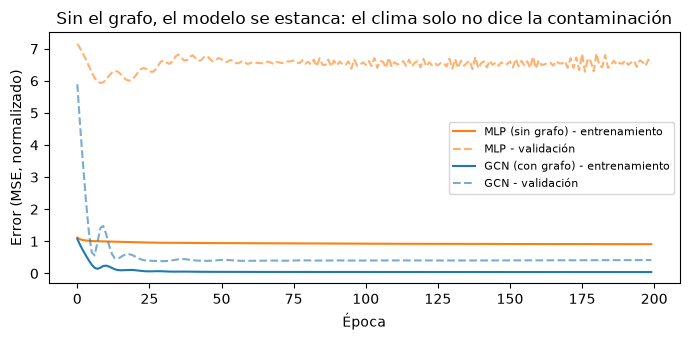 Sin el grafo, el modelo se estanca: el clima solo no dice la contaminación
Error (MSE, normalizado)
7
6
5
4
3
2
1
0
MLP (sin grafo) - entrenamiento
MLP - validación
GCN (con grafo) - entrenamiento
GCN - validación
0 25 50 75 100 125 150 175 200
Época